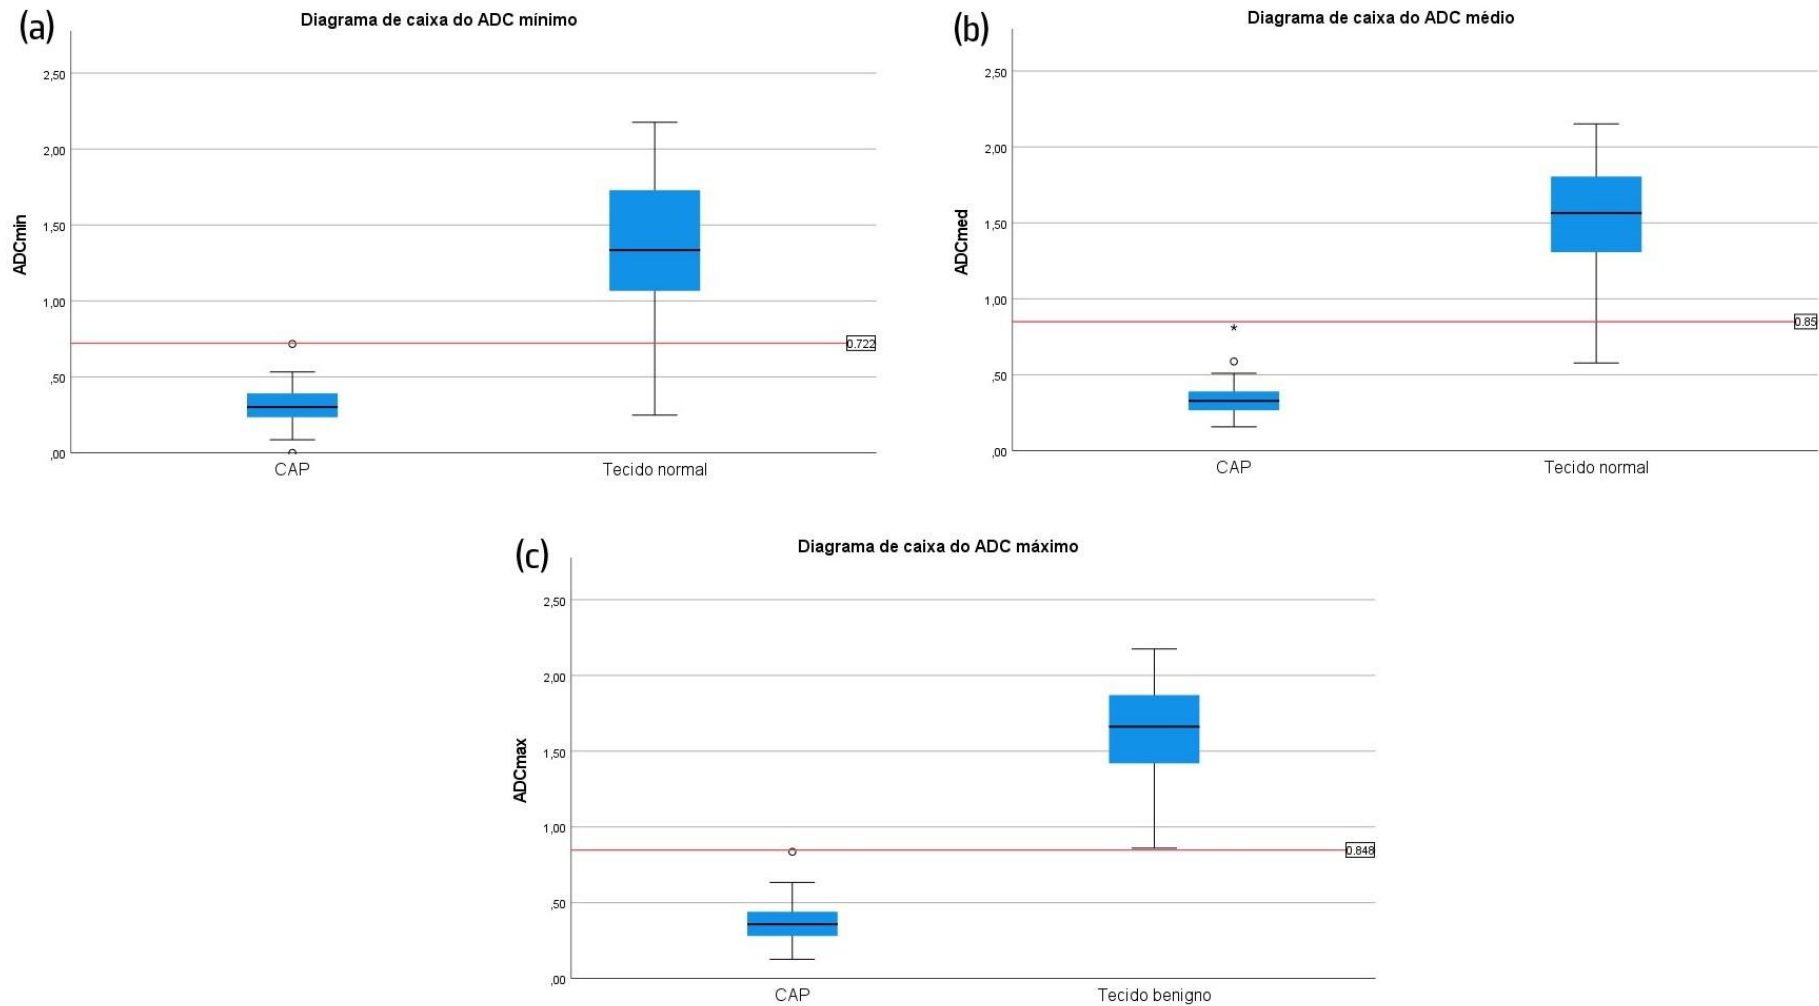 (a)
Diagrama de caixa do ADC mínimo
ADCmin
2,50
2,00
1,50
1,00
,50
,00
0.722
CAP
Tecido normal
(b)
Diagrama de caixa do ADC médio
ADCmed
2,50
2,00
1,50
1,00
,50
,00
0.85
CAP
Tecido normal
(c)
Diagrama de caixa do ADC máximo
ADCmax
2,50
2,00
1,50
1,00
,50
,00
0.848
CAP
Tecido benigno